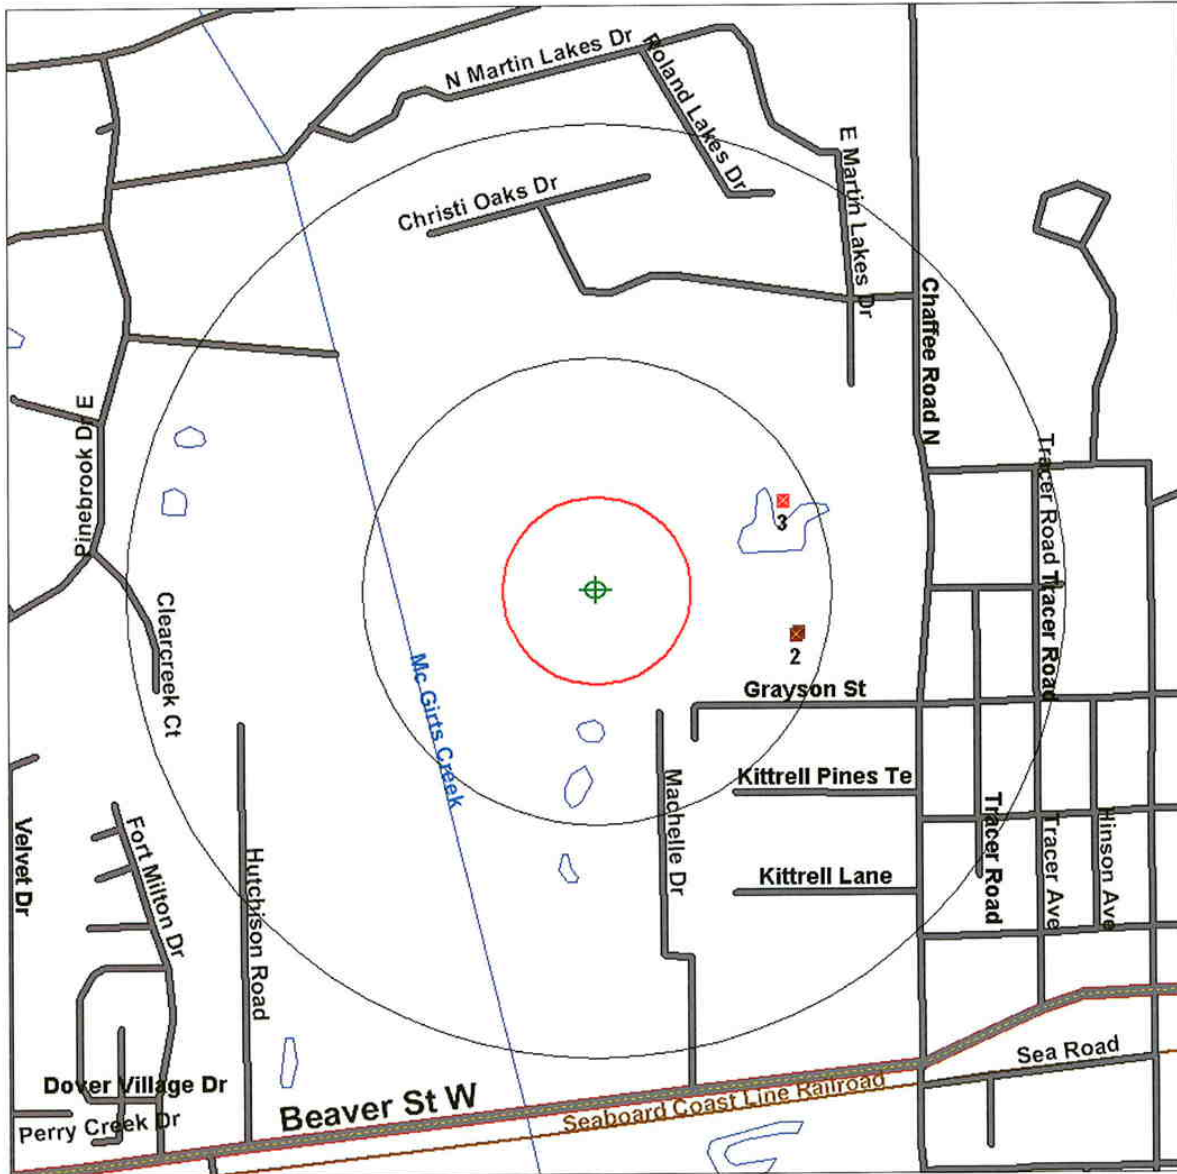 N Martin Lakes Dr
Roland Lakes Dr
E Martin Lakes Dr
Christi Oaks Dr
Chaffee Road N
Pinebrook Dr E
Tracer Road
3
Clearcreek Ct
Tracer Road
2
Mc Girts Creek
Grayson St
Machelle Dr
Kittrell Pines Te
Velvet Dr
Fort Milton Dr
Hutchison Road
Tracer Road
Tracer Ave
Hinson Ave
Kittrell Lane
Sea Road
Dover Village Dr
Beaver St W
Seaboard Coast Line Railroad
Perry Creek Dr